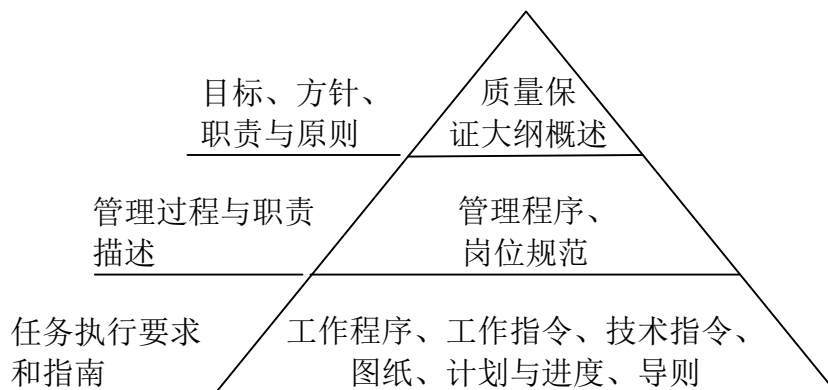 目标、方针、
职责与原则
质量保
证大纲概述
管理过程与职责
描述
管理程序、
岗位规范
任务执行要求
和指南
工作程序、工作指令、技术指令、
图纸、计划与进度、导则